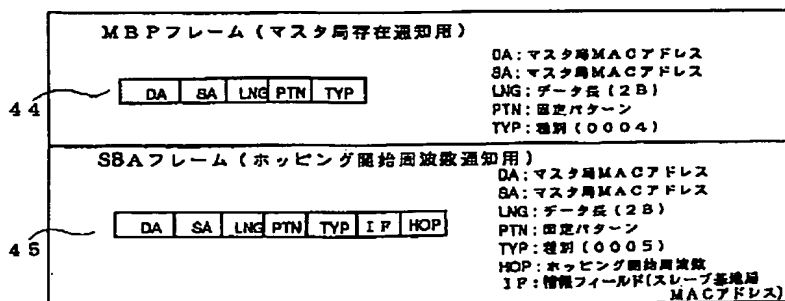 MBPフレーム(マスタ局存在通知用)
DA:マスタ局MACアドレス
SA:マスタ局MACアドレス
LNG:データ長(2B)
PTN:固定パターン
TYP:種別(0004)
DA SA LNG PTN TYP
44
SBAフレーム(ホッピング開始周波数通知用)
DA:マスタ局MACアドレス
SA:マスタ局MACアドレス
LNG:データ長(2B)
PTN:固定パターン
TYP:種別(0005)
HOP:ホッピング開始周波数
IF:情報フィールド(スレーブ基地局
MACアドレス)
DA SA LNG PTN TYP IF HOP
45